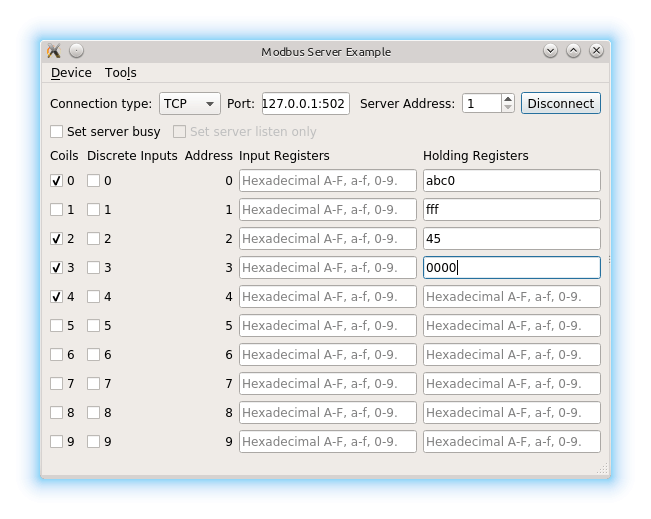 Modbus Server Example
Device Tools
Connection type: TCP Port: 127.0.0.1:502 Server Address: 1 Disconnect
Set server busy Set server listen only
Coils Discrete Inputs Address Input Registers Holding Registers
0 0 0 Hexadecimal A-F, a-f, 0-9. abc0
1 1 1 Hexadecimal A-F, a-f, 0-9. fff
2 2 2 Hexadecimal A-F, a-f, 0-9. 45
3 3 3 Hexadecimal A-F, a-f, 0-9. 0000
4 4 4 Hexadecimal A-F, a-f, 0-9. Hexadecimal A-F, a-f, 0-9.
5 5 5 Hexadecimal A-F, a-f, 0-9. Hexadecimal A-F, a-f, 0-9.
6 6 6 Hexadecimal A-F, a-f, 0-9. Hexadecimal A-F, a-f, 0-9.
7 7 7 Hexadecimal A-F, a-f, 0-9. Hexadecimal A-F, a-f, 0-9.
8 8 8 Hexadecimal A-F, a-f, 0-9. Hexadecimal A-F, a-f, 0-9.
9 9 9 Hexadecimal A-F, a-f, 0-9. Hexadecimal A-F, a-f, 0-9.